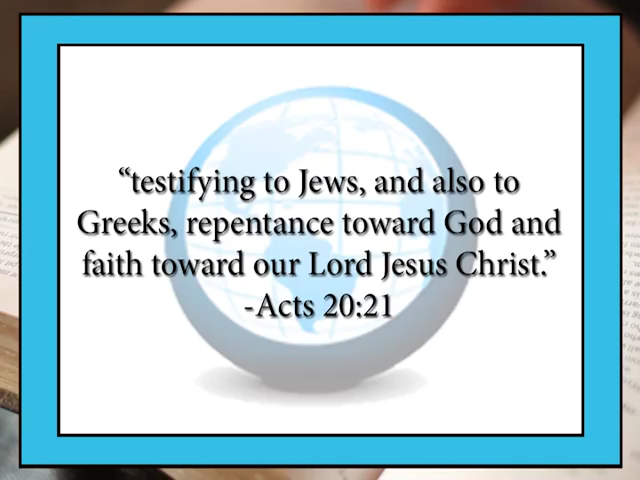 “testifying to Jews, and also to
Greeks, repentance toward God and
faith toward our Lord Jesus Christ.”
-Acts 20:21